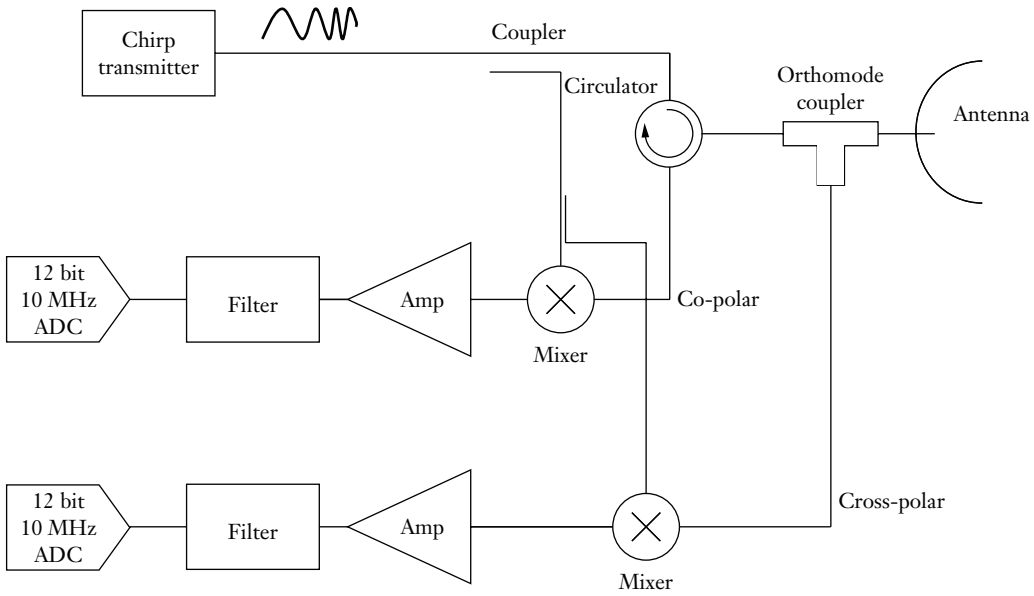 Chirp
transmitter
Coupler
Circulator
Orthomode
coupler
Antenna
12 bit
10 MHz
ADC
Filter
Amp
Mixer
Co-polar
12 bit
10 MHz
ADC
Filter
Amp
Mixer
Cross-polar